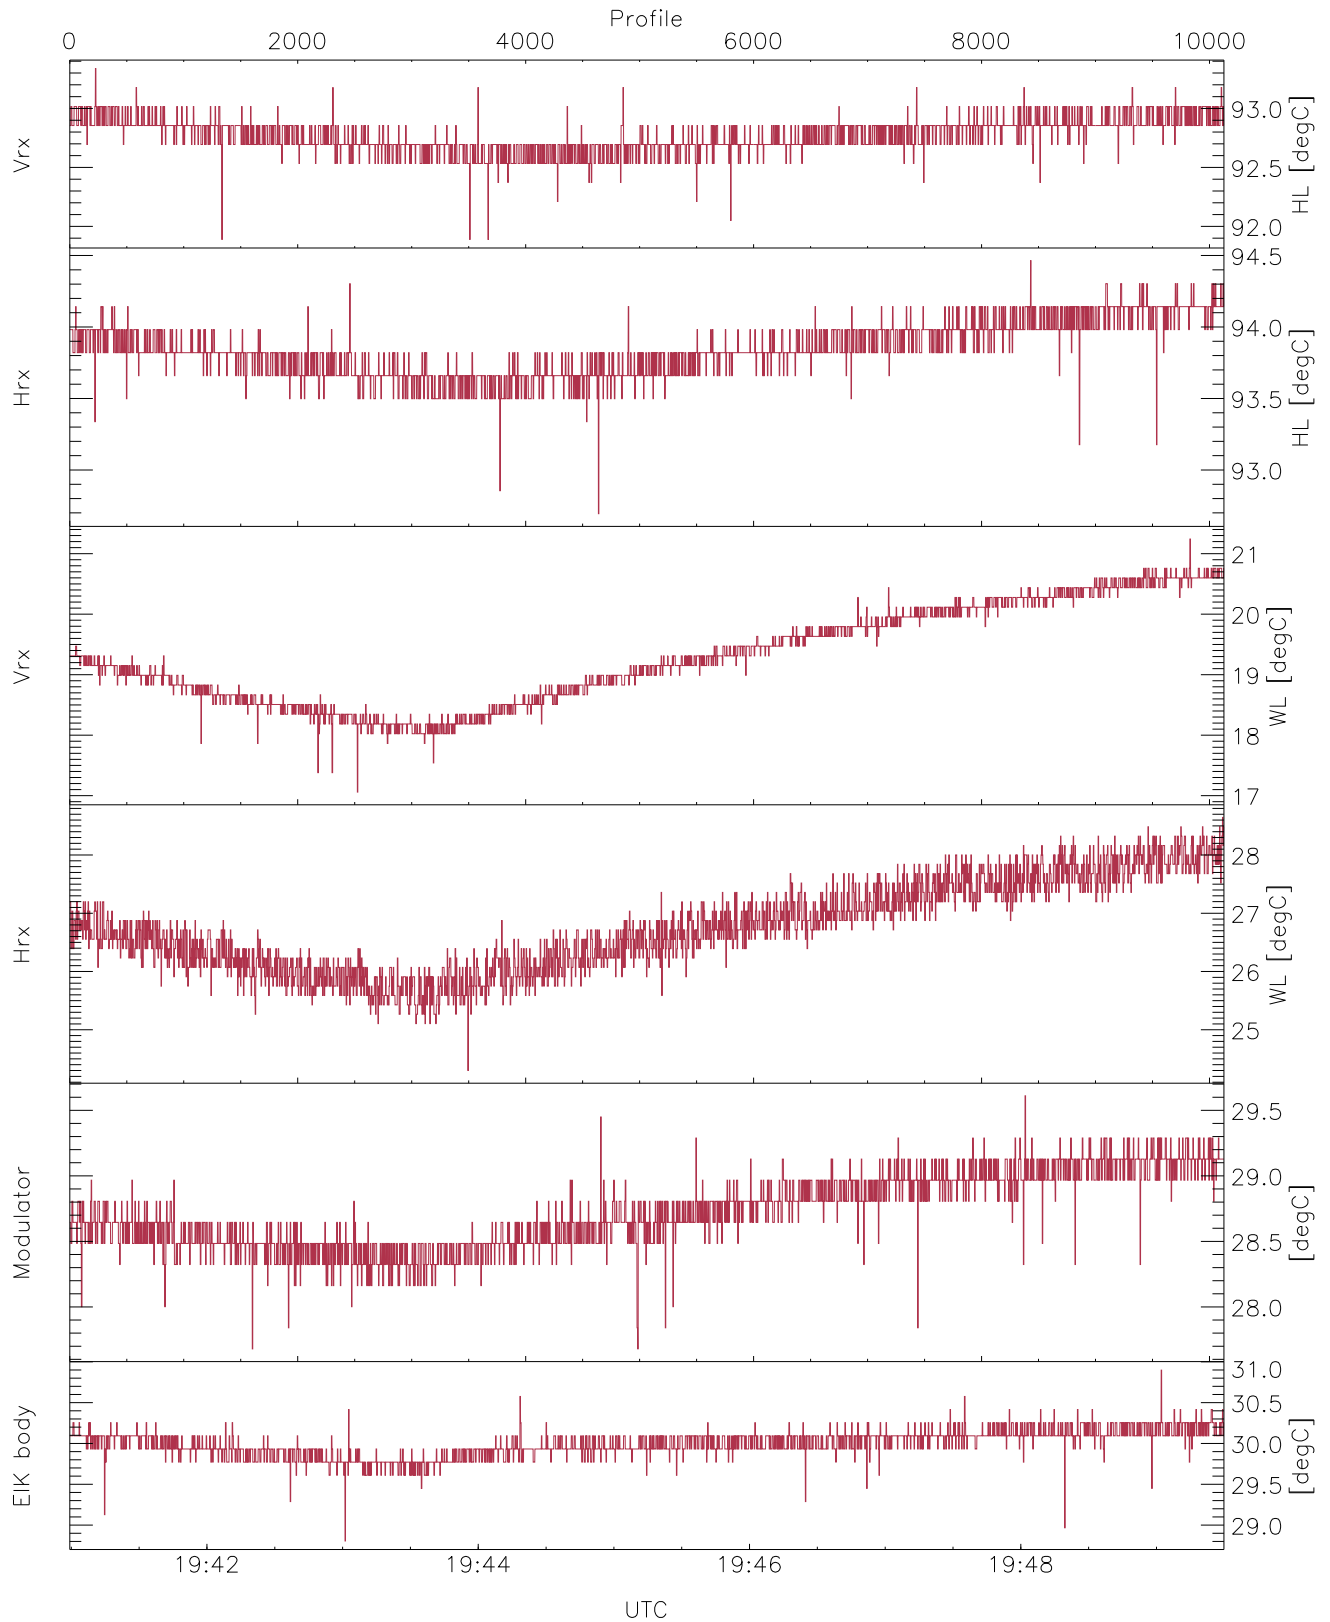 Profile
0 2000 4000 6000 8000 10000
Vrx
93.0
92.5
92.0
HL [degC]
Hrx
94.5
94.0
93.5
93.0
HL [degC]
Vrx
21
20
19
18
17
WL [degC]
Hrx
28
27
26
25
WL [degC]
Modulator
29.5
29.0
28.5
28.0
[degC]
EIK body
31.0
30.5
30.0
29.5
29.0
[degC]
19:42 19:44 19:46 19:48
UTC